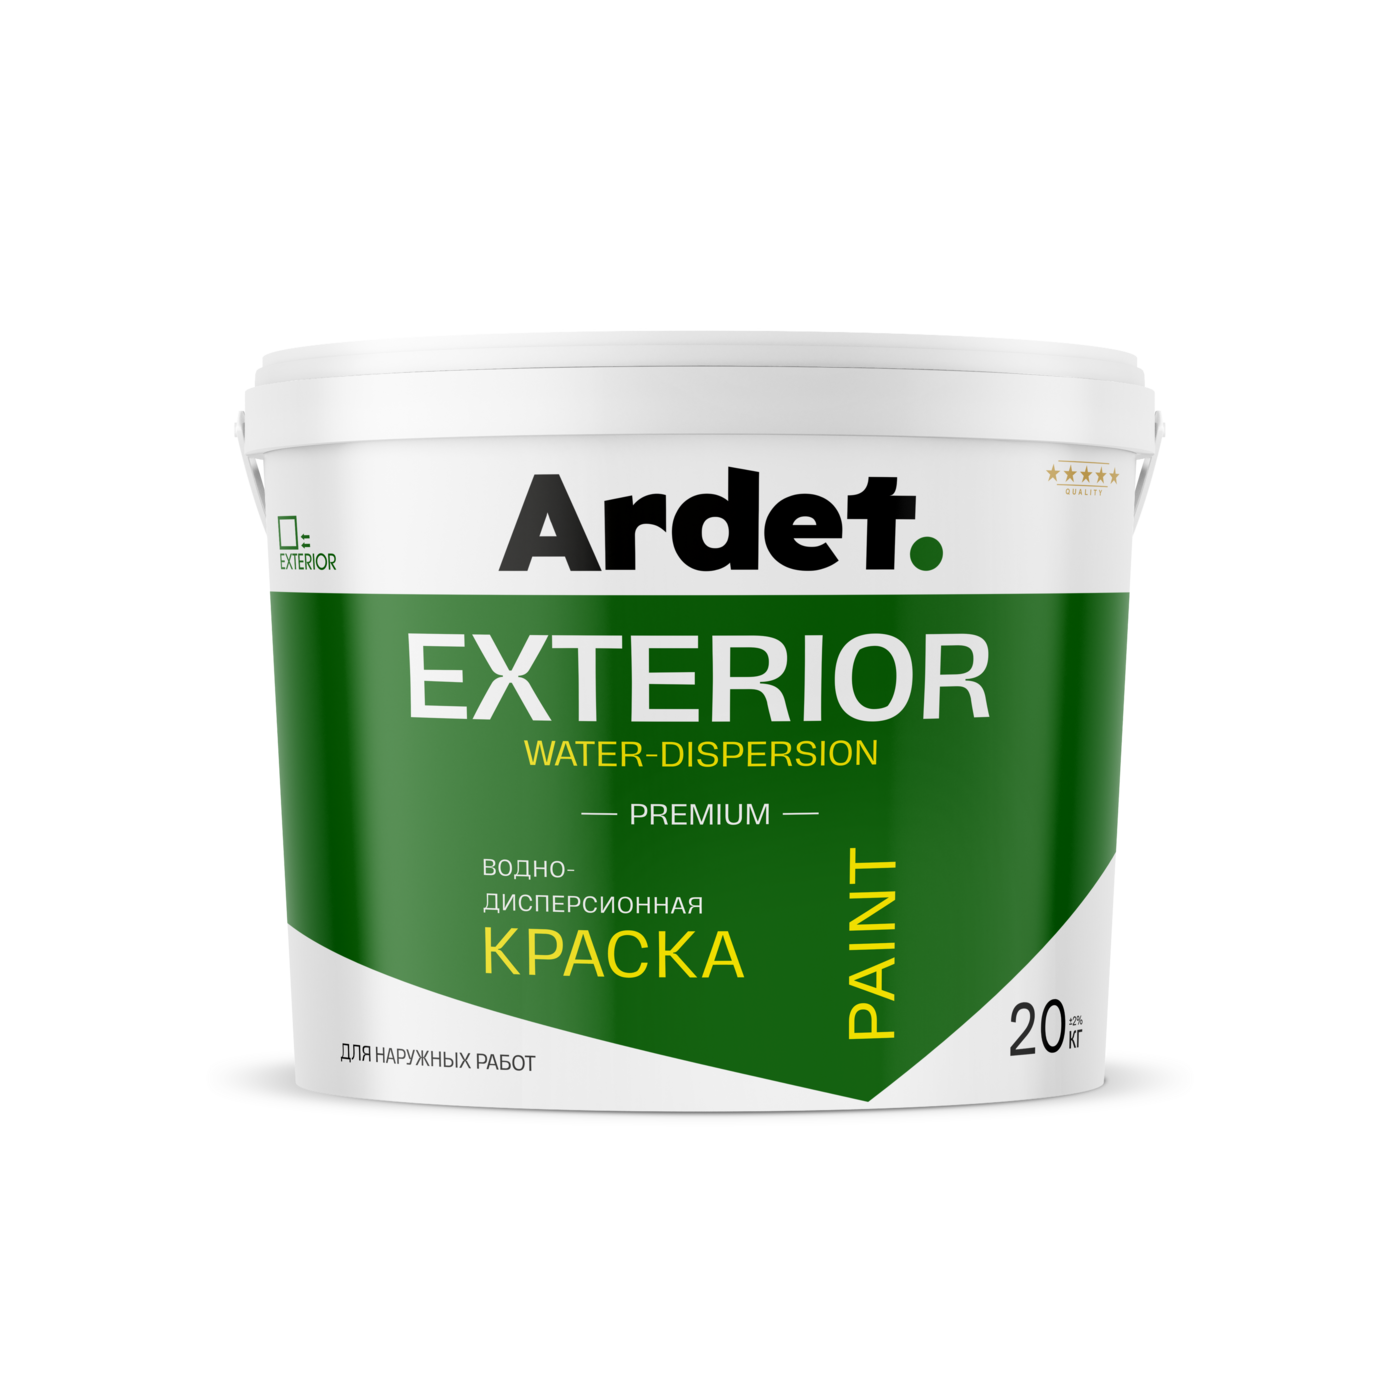 Ardet.
QUALITY
EXTERIOR
EXTERIOR
WATER-DISPERSION
— PREMIUM —
ВОДНО-
ДИСПЕРСИОННАЯ
КРАСКА
PAINT
ДЛЯ НАРУЖНЫХ РАБОТ
20 ±2% КГ